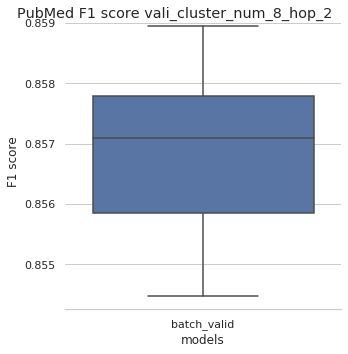 PubMed F1 score vali_cluster_num_8_hop_2
0.859
0.858
0.857
0.856
0.855
F1 score
batch_valid
models